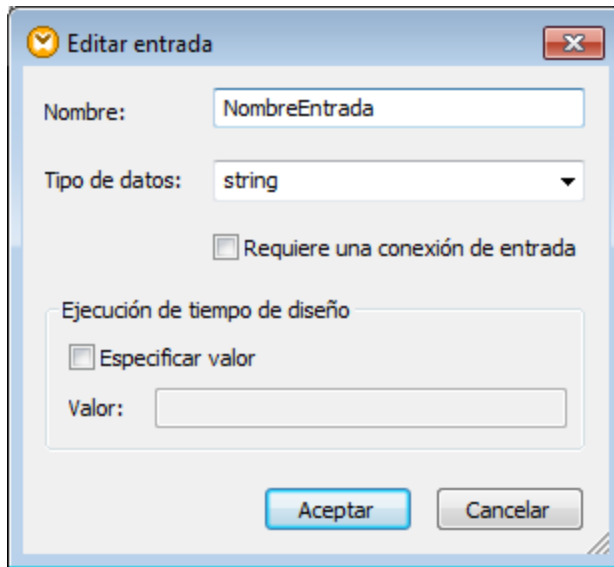 Editar entrada
Nombre: NombreEntrada
Tipo de datos: string
Requiere una conexión de entrada
Ejecución de tiempo de diseño
Especificar valor
Valor:
Aceptar Cancelar